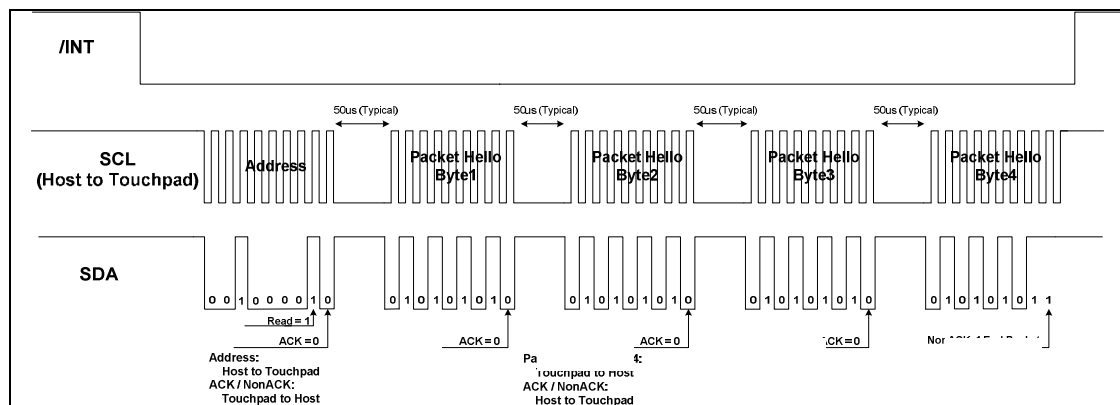 /INT
50us (Typical) 50us (Typical) 50us (Typical) 50us (Typical)
SCL
(Host to Touchpad)
Address
Packet Hello
Byte1
Packet Hello
Byte2
Packet Hello
Byte3
Packet Hello
Byte4
SDA
0 0 1 0 0 0 0 1 0
0 1 0 1 0 1 0 1 0
0 1 0 1 0 1 0 1 0
0 1 0 1 0 1 0 1 0
0 1 0 1 0 1 0 1 1
Read = 1
ACK = 0 ACK = 0 ACK = 0 ACK = 0
Address:
Host to Touchpad
ACK / NonACK:
Touchpad to Host
4:
Touchpad to Host
ACK / NonACK:
Host to Touchpad